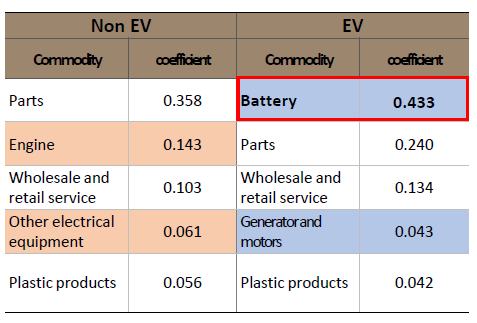 Non EV EV
Commodity coefficient Commodity coefficient
Parts 0.358 Battery 0.433
Engine 0.143 Parts 0.240
Wholesale and retail service 0.103 Wholesale and retail service 0.134
Other electrical equipment 0.061 Generator and motors 0.043
Plastic products 0.056 Plastic products 0.042